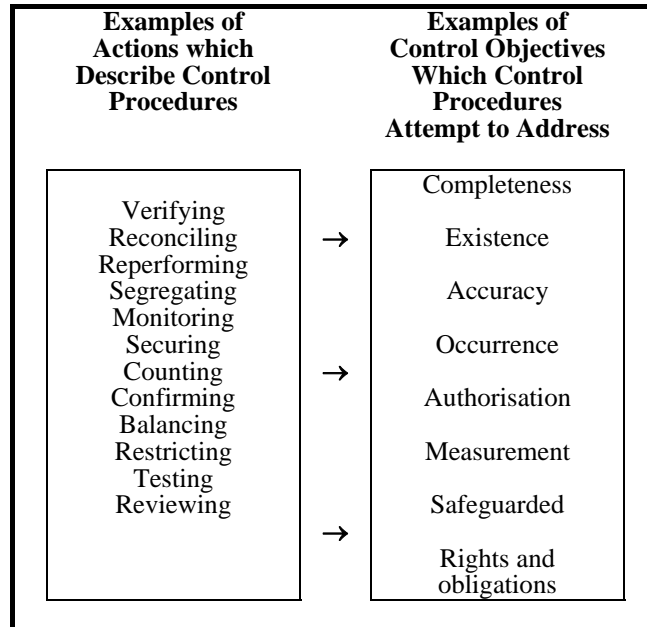 Examples of
Actions which
Describe Control
Procedures
Examples of
Control Objectives
Which Control
Procedures
Attempt to Address
Verifying
Reconciling
Reperforming
Segregating
Monitoring
Securing
Counting
Confirming
Balancing
Restricting
Testing
Reviewing
→
→
→
Completeness
Existence
Accuracy
Occurrence
Authorisation
Measurement
Safeguarded
Rights and
obligations